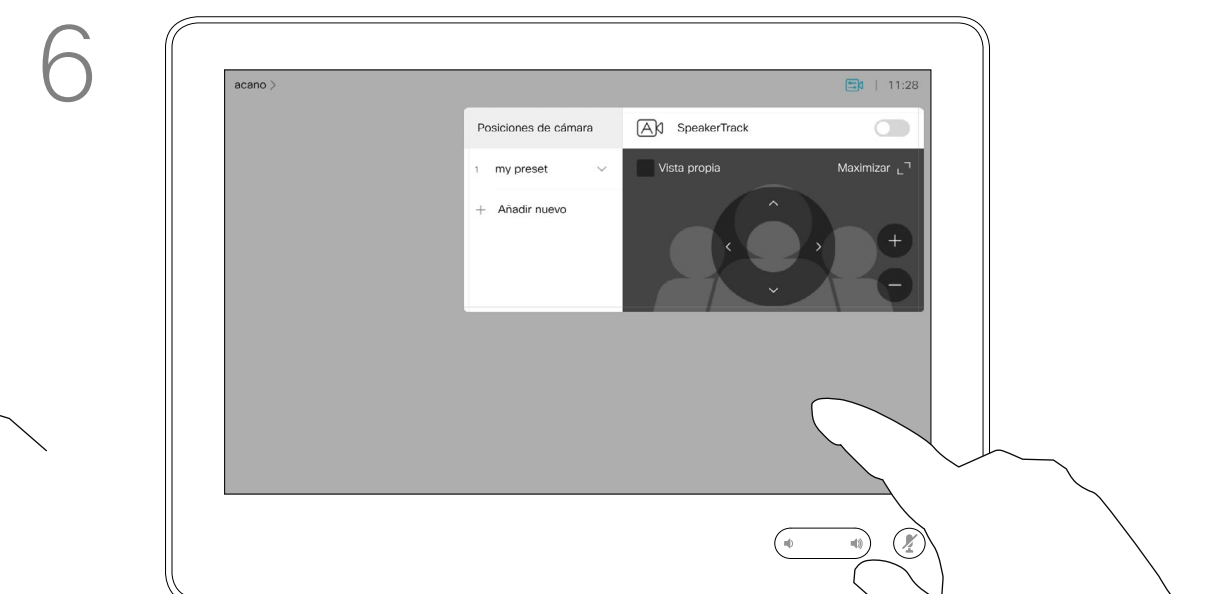 6
acano >
| 11:28
Posiciones de cámara
SpeakerTrack
1 my preset
Vista propia
Maximizar
+ Añadir nuevo